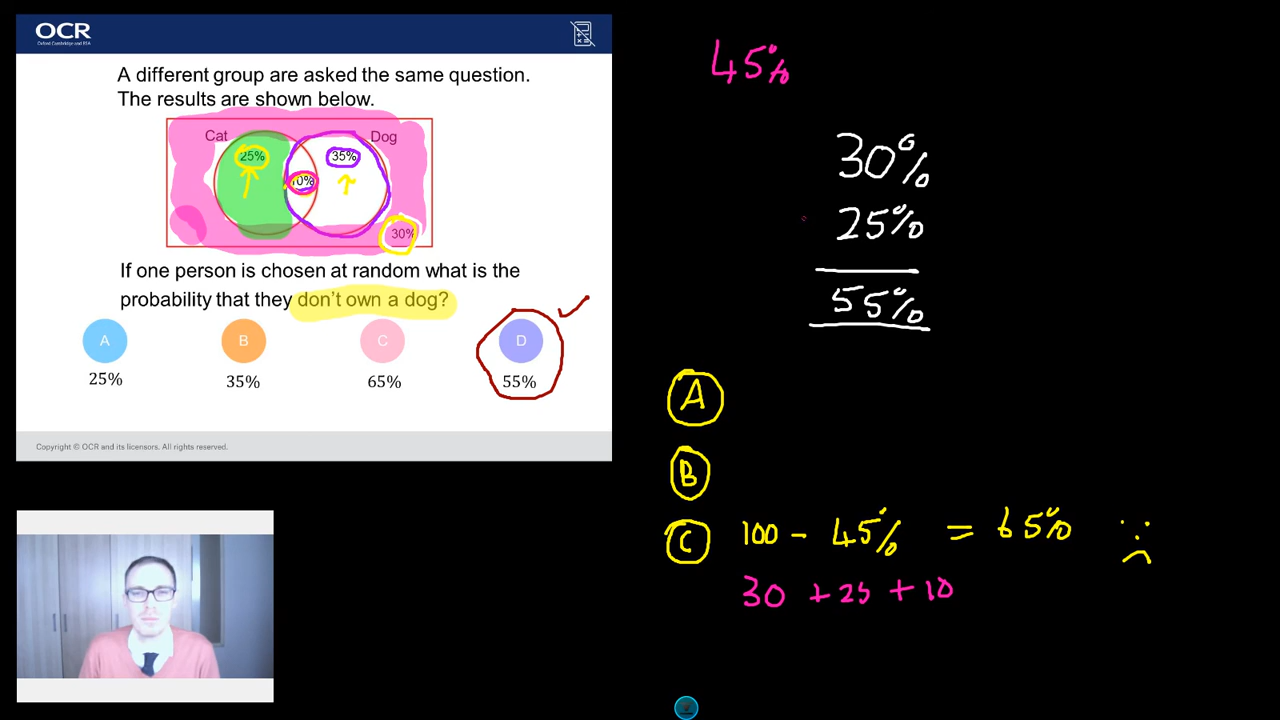 OCR
Oxford Cambridge and RSA
A different group are asked the same question.
The results are shown below.
Cat
Dog
25%
35%
10%
30%
If one person is chosen at random what is the
probability that they don't own a dog?
A
B
C
D
25%
35%
65%
55%
Copyright © OCR and its licensors. All rights reserved.
45%
30%
25%
55%
A
B
C 100 - 45% = 65%
30 + 25 + 10